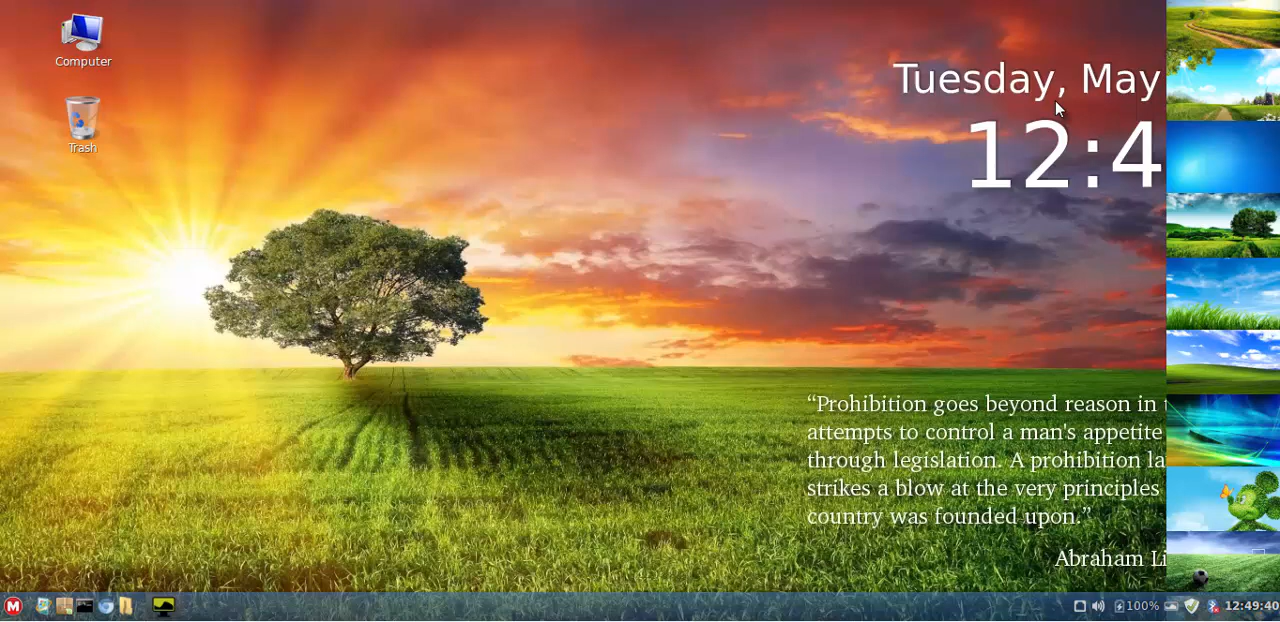 Computer
Trash
Tuesday, May
12:4
“Prohibition goes beyond reason in
attempts to control a man's appetite
through legislation. A prohibition la
strikes a blow at the very principles
country was founded upon.”
Abraham Li
M
100%
12:49:40